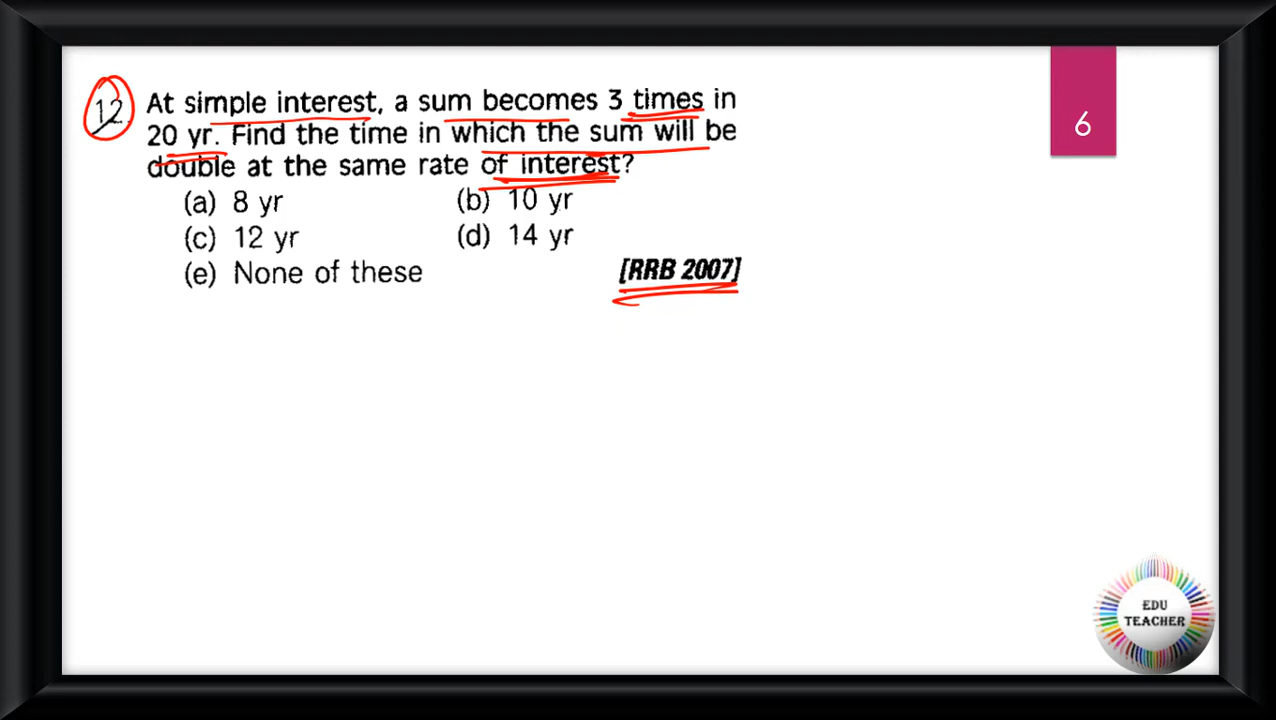 6
12. At simple interest, a sum becomes 3 times in
20 yr. Find the time in which the sum will be
double at the same rate of interest?
(a) 8 yr (b) 10 yr
(c) 12 yr (d) 14 yr
(e) None of these [RRB 2007]
EDU
TEACHER